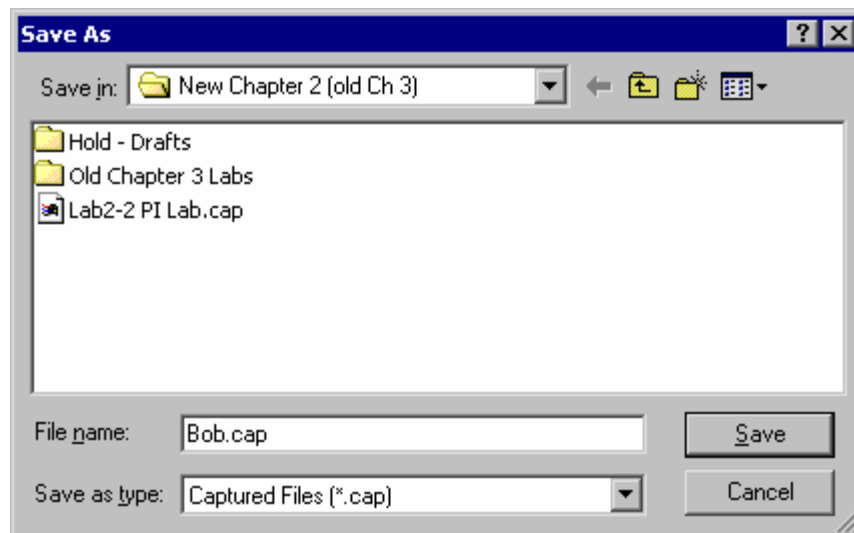 Save As
Save in: New Chapter 2 (old Ch 3)
Hold - Drafts
Old Chapter 3 Labs
Lab2-2 PI Lab.cap
File name: Bob.cap Save
Save as type: Captured Files (*.cap) Cancel